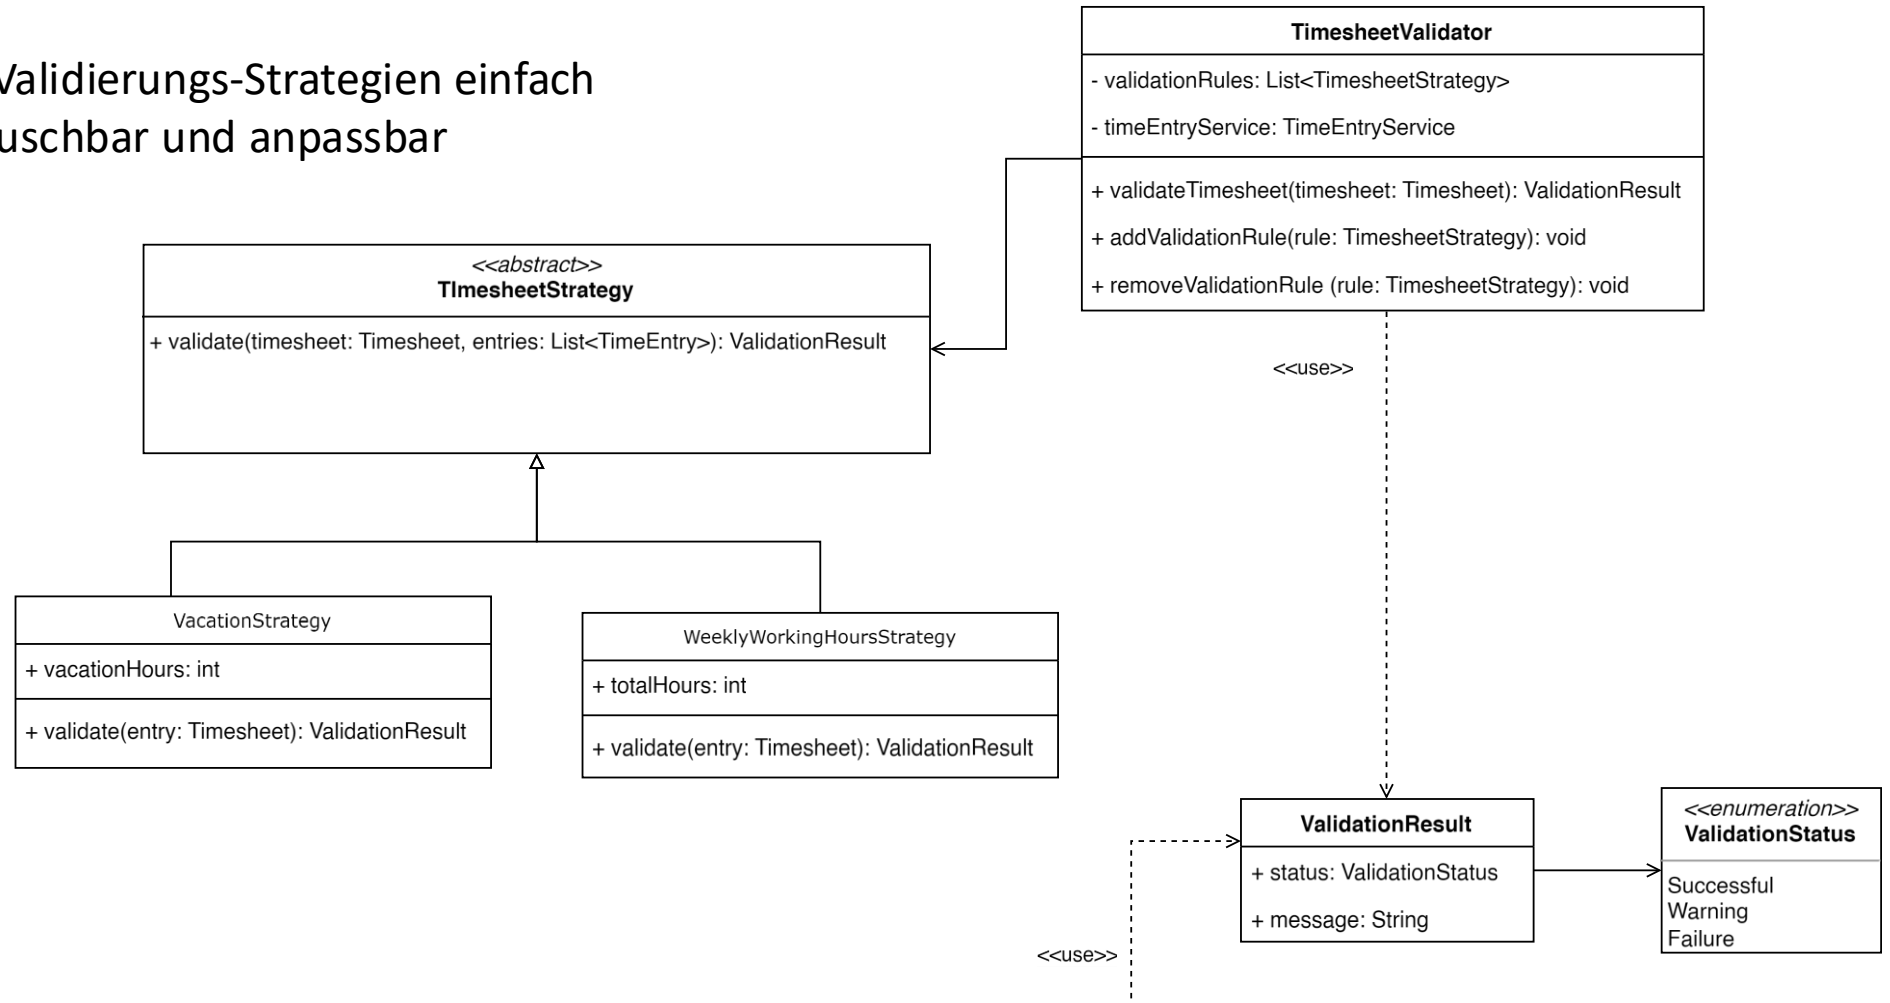 Validierungs-Strategien einfach
uschbar und anpassbar
TimesheetValidator
- validationRules: List<TimesheetStrategy>
- timeEntryService: TimeEntryService
+ validateTimesheet(timesheet: Timesheet): ValidationResult
+ addValidationRule(rule: TimesheetStrategy): void
+ removeValidationRule (rule: TimesheetStrategy): void
<<abstract>>
TImesheetStrategy
+ validate(timesheet: Timesheet, entries: List<TimeEntry>): ValidationResult
<<use>>
VacationStrategy
+ vacationHours: int
+ validate(entry: Timesheet): ValidationResult
WeeklyWorkingHoursStrategy
+ totalHours: int
+ validate(entry: Timesheet): ValidationResult
ValidationResult
+ status: ValidationStatus
+ message: String
<<enumeration>>
ValidationStatus
Successful
Warning
Failure
<<use>>